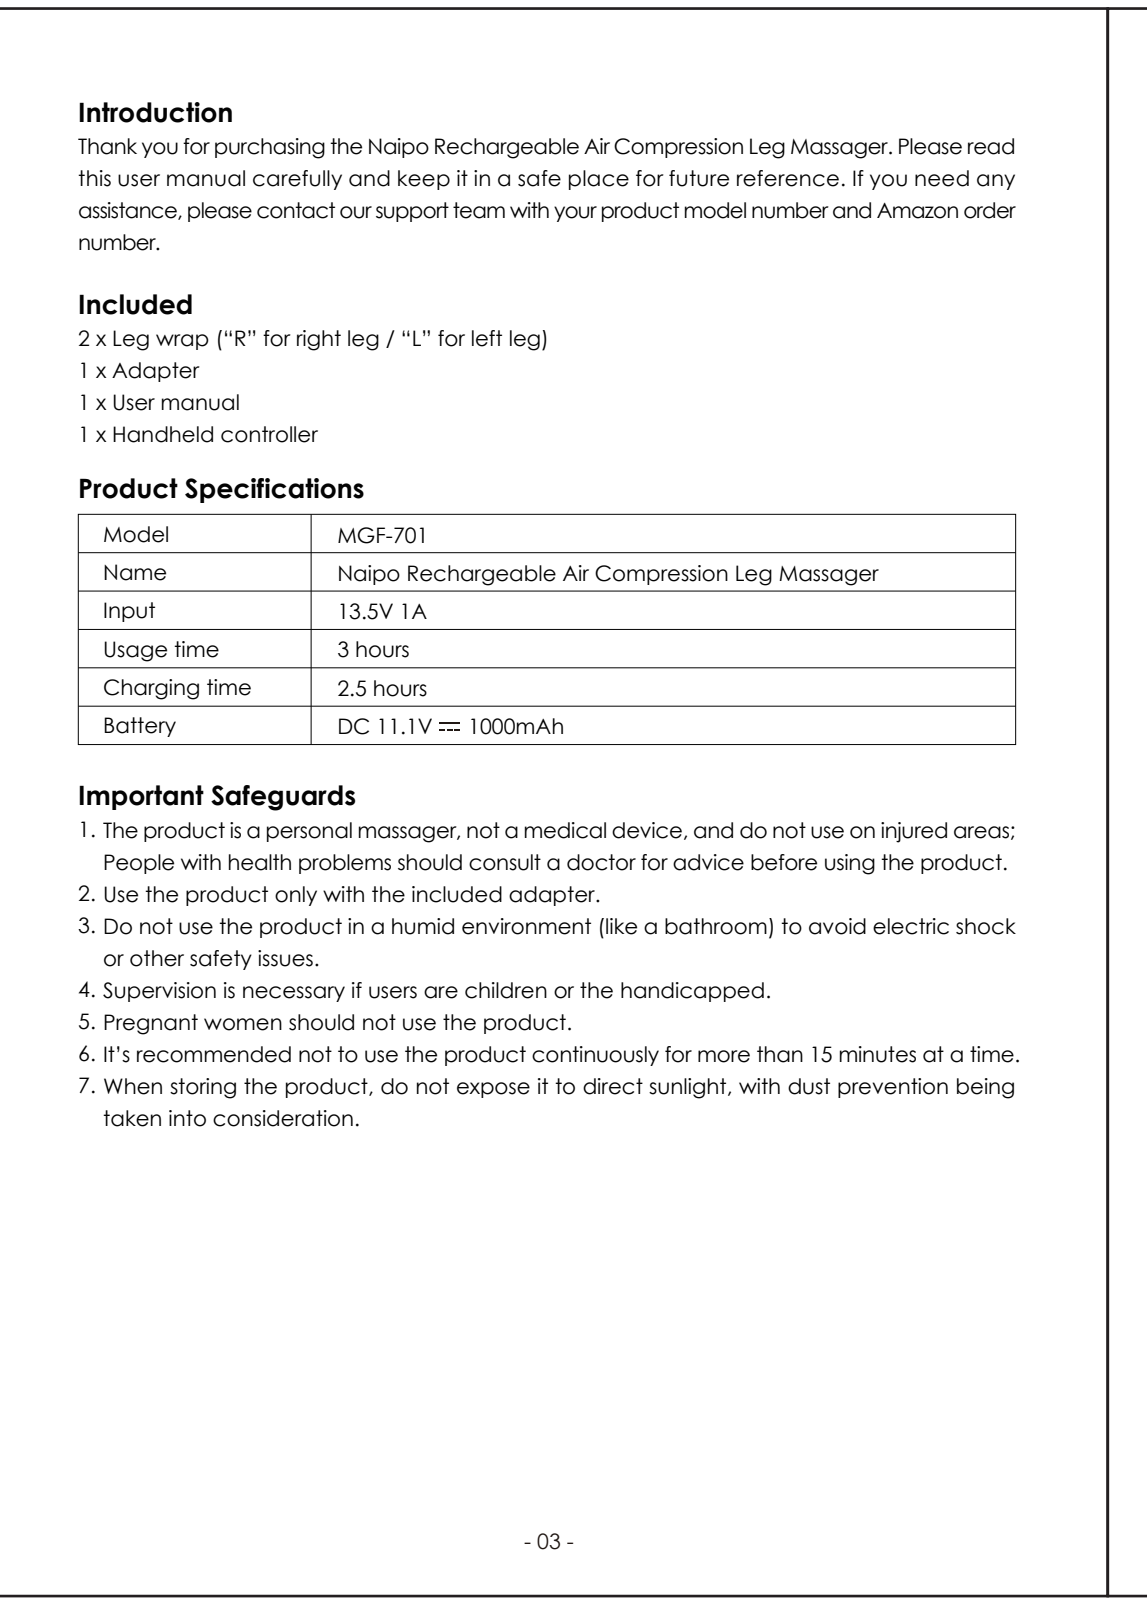 Introduction
Thank you for purchasing the Naipo Rechargeable Air Compression Leg Massager. Please read
this user manual carefully and keep it in a safe place for future reference. If you need any
assistance, please contact our support team with your product model number and Amazon order
number.
Included
2 x Leg wrap (“R” for right leg / “L” for left leg)
1 x Adapter
1 x User manual
1 x Handheld controller
Product Specifications
Model MGF-701
Name Naipo Rechargeable Air Compression Leg Massager
Input 13.5V 1A
Usage time 3 hours
Charging time 2.5 hours
Battery DC 11.1V ⎓ 1000mAh
Important Safeguards
1. The product is a personal massager, not a medical device, and do not use on injured areas;
People with health problems should consult a doctor for advice before using the product.
2. Use the product only with the included adapter.
3. Do not use the product in a humid environment (like a bathroom) to avoid electric shock
or other safety issues.
4. Supervision is necessary if users are children or the handicapped.
5. Pregnant women should not use the product.
6. It’s recommended not to use the product continuously for more than 15 minutes at a time.
7. When storing the product, do not expose it to direct sunlight, with dust prevention being
taken into consideration.
- 03 -